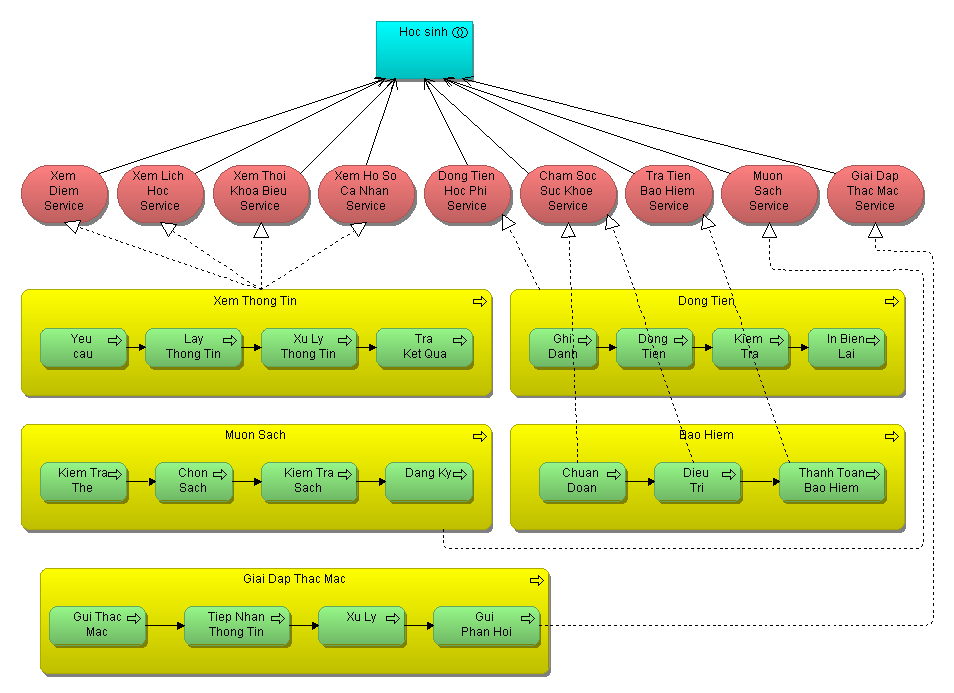 Hoc sinh
Xem
Diem
Service
Xem Lich
Hoc
Service
Xem Thoi
Khoa Bieu
Service
Xem Ho So
Ca Nhan
Service
Dong Tien
Hoc Phi
Service
Cham Soc
Suc Khoe
Service
Tra Tien
Bao Hiem
Service
Muon
Sach
Service
Giai Dap
Thac Mac
Service
Xem Thong Tin
Yeu
cau
Lay
Thong Tin
Xu Ly
Thong Tin
Tra
Ket Qua
Dong Tien
Ghi
Danh
Dong
Tien
Kiem
Tra
In Bien
Lai
Muon Sach
Kiem Tra
The
Chon
Sach
Kiem Tra
Sach
Dang Ky
Bao Hiem
Chuan
Doan
Dieu
Tri
Thanh Toan
Bao Hiem
Giai Dap Thac Mac
Gui Thac
Mac
Tiep Nhan
Thong Tin
Xu Ly
Gui
Phan Hoi